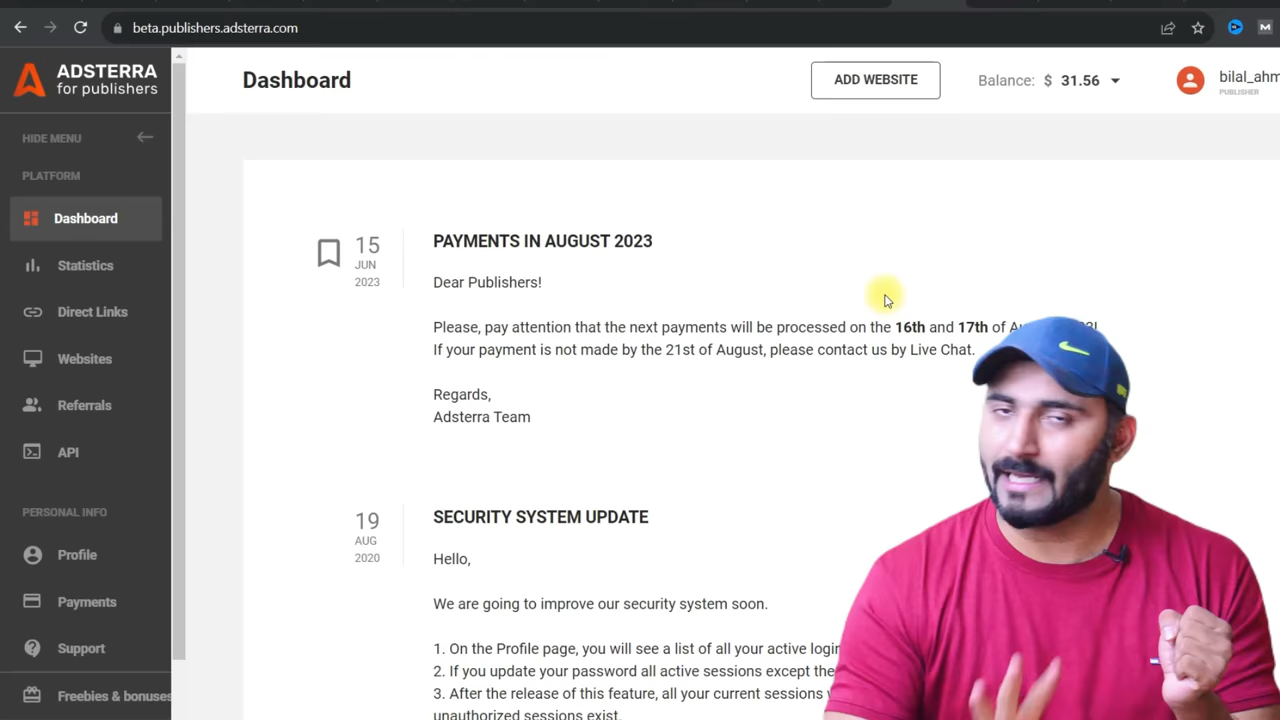 beta.publishers.adsterra.com
ADSTERRA
for publishers
Dashboard
ADD WEBSITE
Balance: $ 31.56
bilal_ahm
PUBLISHER
HIDE MENU
PLATFORM
Dashboard
Statistics
Direct Links
Websites
Referrals
API
PERSONAL INFO
Profile
Payments
Support
Freebies & bonuses
15
JUN
2023
PAYMENTS IN AUGUST 2023
Dear Publishers!
Please, pay attention that the next payments will be processed on the 16th and 17th of
If your payment is not made by the 21st of August, please contact us by Live Chat.
Regards,
Adsterra Team
19
AUG
2020
SECURITY SYSTEM UPDATE
Hello,
We are going to improve our security system soon.
1. On the Profile page, you will see a list of all your active login
2. If you update your password all active sessions except the
3. After the release of this feature, all your current sessions
unauthorized sessions exist.